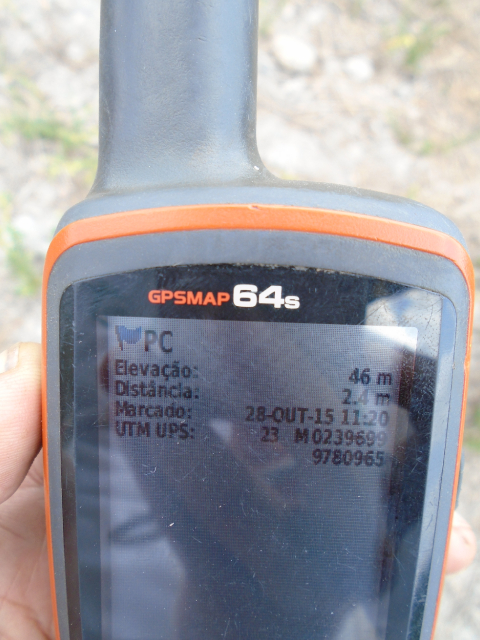 GPSMAP 64s
PC
Elevação: 46 m
Distância: 2.4 m
Marcado: 28-OUT-15 11:20
UTM UPS: 23 M 0239699
9780965